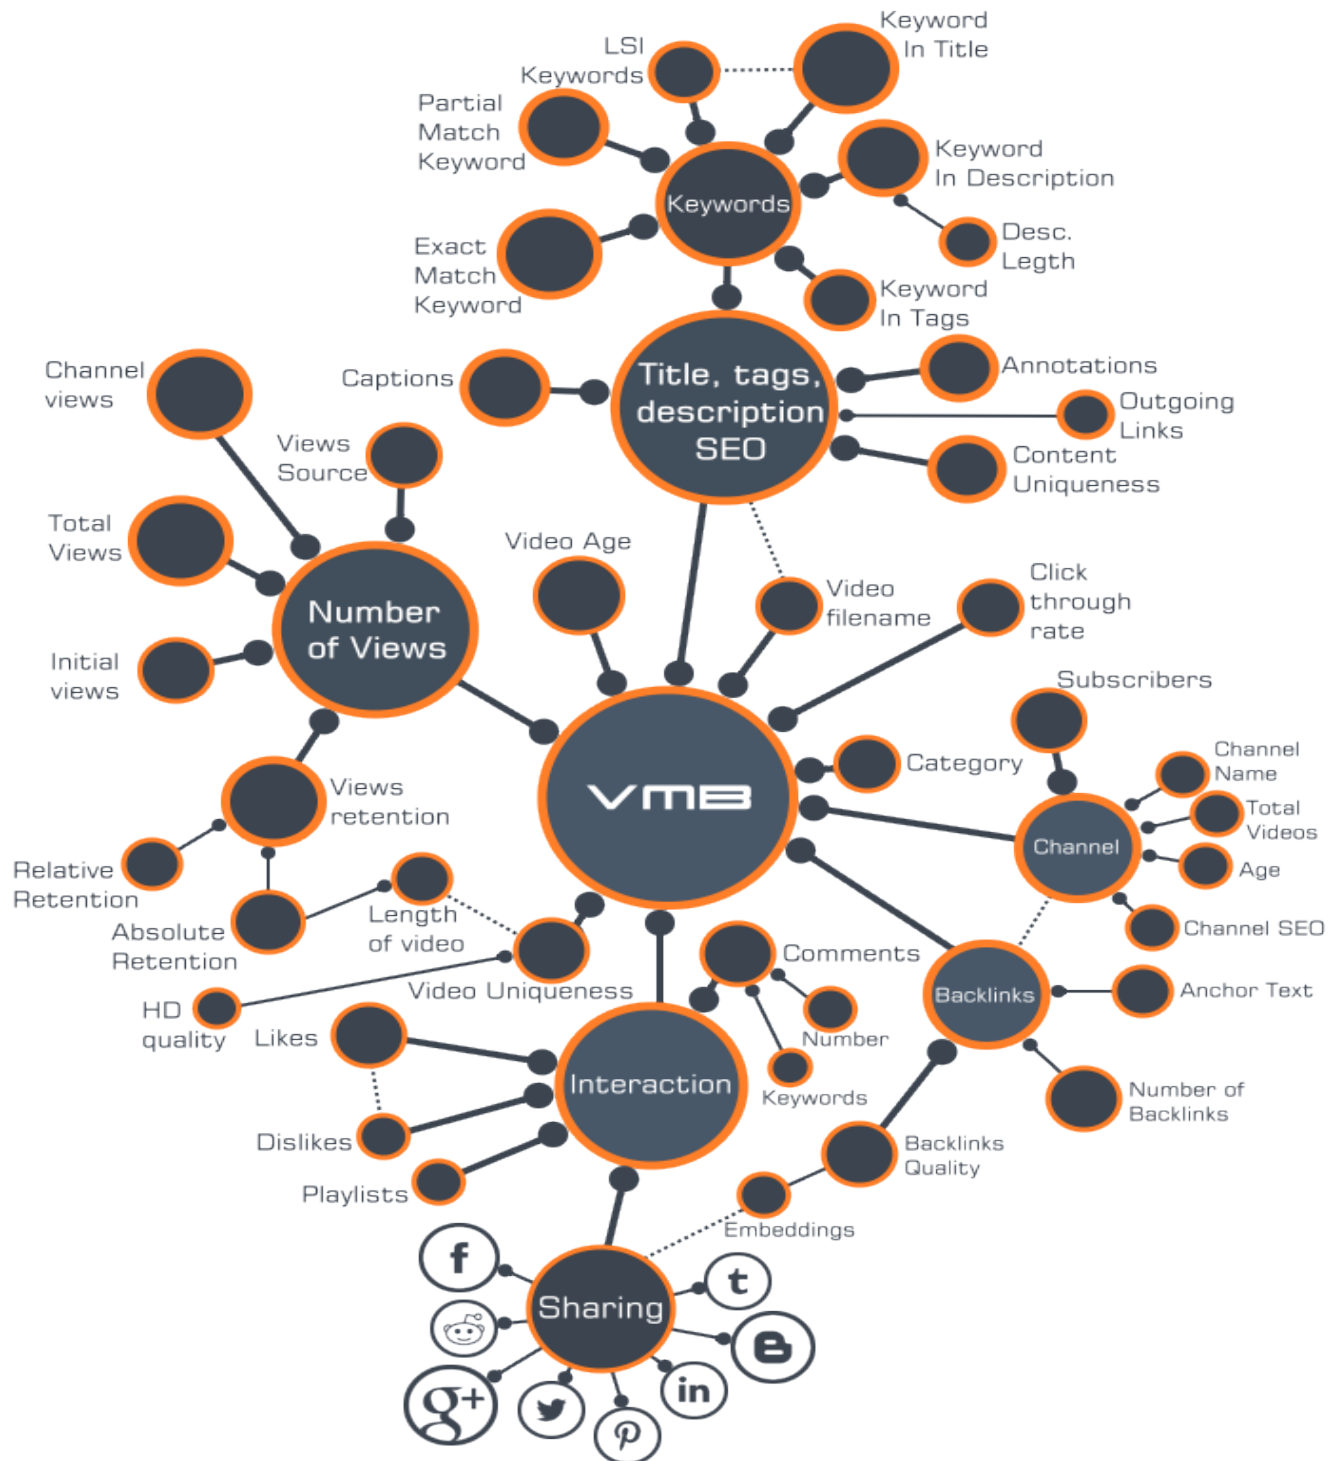 Keyword
In Title
LSI
Keywords
Partial
Match
Keyword
Keyword
In Description
Keywords
Exact
Match
Keyword
Desc.
Legth
Keyword
In Tags
Channel
views
Captions
Title, tags,
description
SEO
Annotations
Outgoing
Links
Views
Source
Content
Uniqueness
Total
Views
Video Age
Video
filename
Click
through
rate
Number
of Views
Initial
views
Subscribers
Channel
Name
Category
VMB
Views
retention
Total
Videos
Channel
Age
Relative
Retention
Length
of video
Absolute
Retention
Channel SEO
Comments
Video Uniqueness
Backlinks
Anchor Text
HD
quality
Likes
Number
Interaction
Keywords
Number of
Backlinks
Dislikes
Backlinks
Quality
Playlists
Embeddings
f
t
Sharing
B
g+
in
p